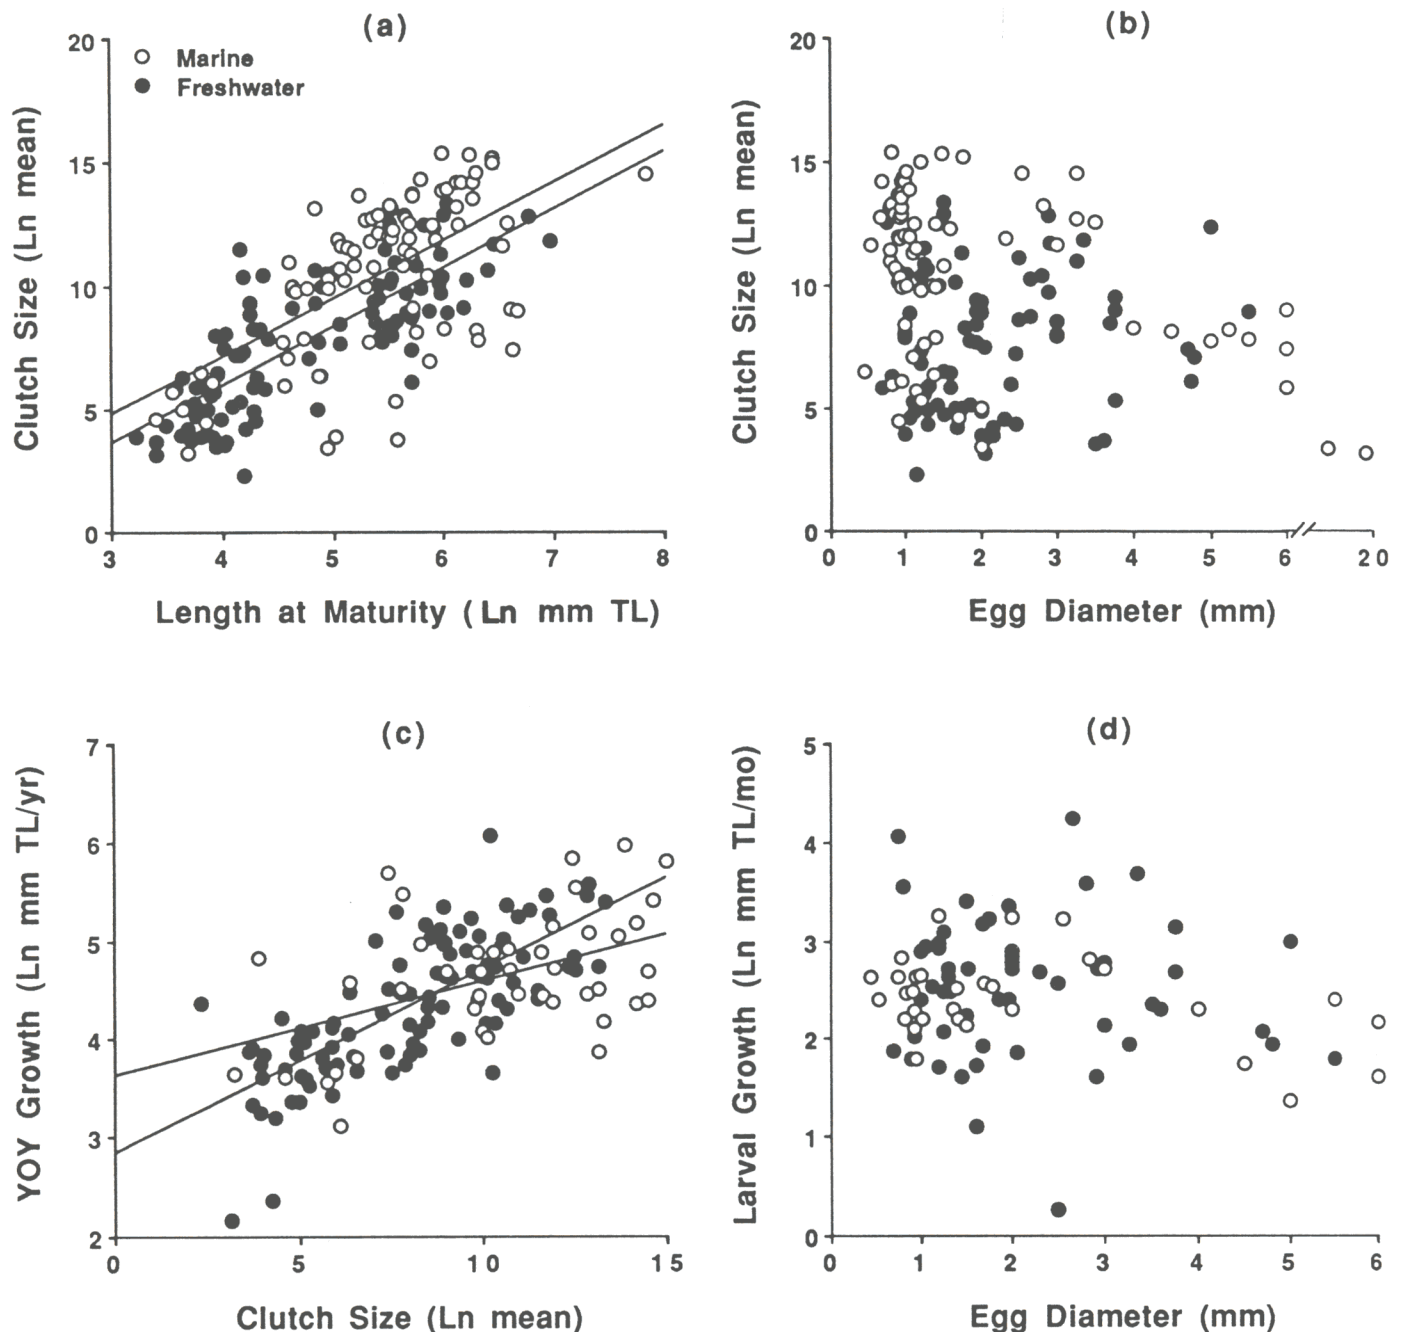 (a)
20
15
10
5
0
Marine
Freshwater
Clutch Size (Ln mean)
3 4 5 6 7 8
Length at Maturity (Ln mm TL)
(b)
20
15
10
5
0
Clutch Size (Ln mean)
0 1 2 3 4 5 6 20
Egg Diameter (mm)
(c)
7
6
5
4
3
2
YOY Growth (Ln mm TL/yr)
0 5 10 15
Clutch Size (Ln mean)
(d)
5
4
3
2
1
0
Larval Growth (Ln mm TL/mo)
0 1 2 3 4 5 6
Egg Diameter (mm)